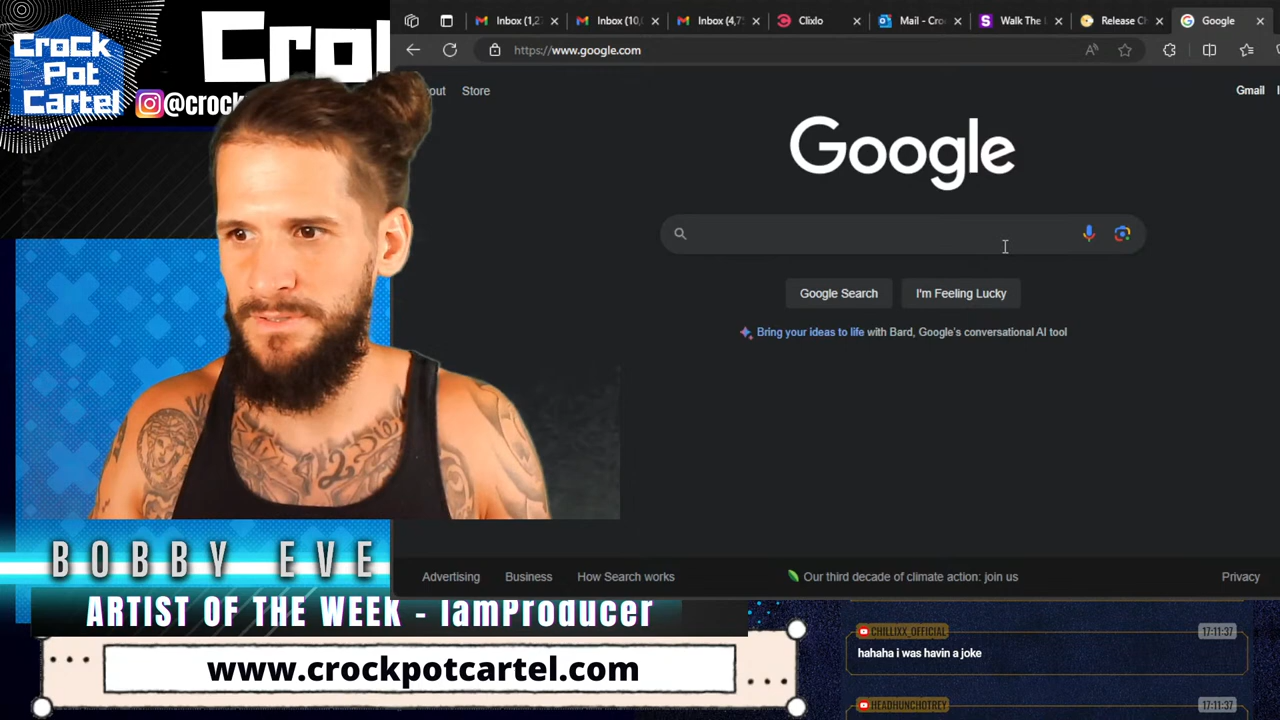 Crock
Pot
Cartel
Cro
@crock
Inbox (1,2
Inbox (10,
Inbox (4,7
Clixlo
Mail - Cro
Walk The
Release C
Google
https://www.google.com
out
Store
Gmail
Google
Google Search
I'm Feeling Lucky
Bring your ideas to life with Bard, Google's conversational AI tool
Advertising
Business
How Search works
Our third decade of climate action: join us
Privacy
BOBBY EVE
ARTIST OF THE WEEK - IamProducer
www.crockpotcartel.com
CHILLIXX_OFFICIAL
17-11-37
hahaha i was havin a joke
HEADHUNCHOTREY
17-11-37